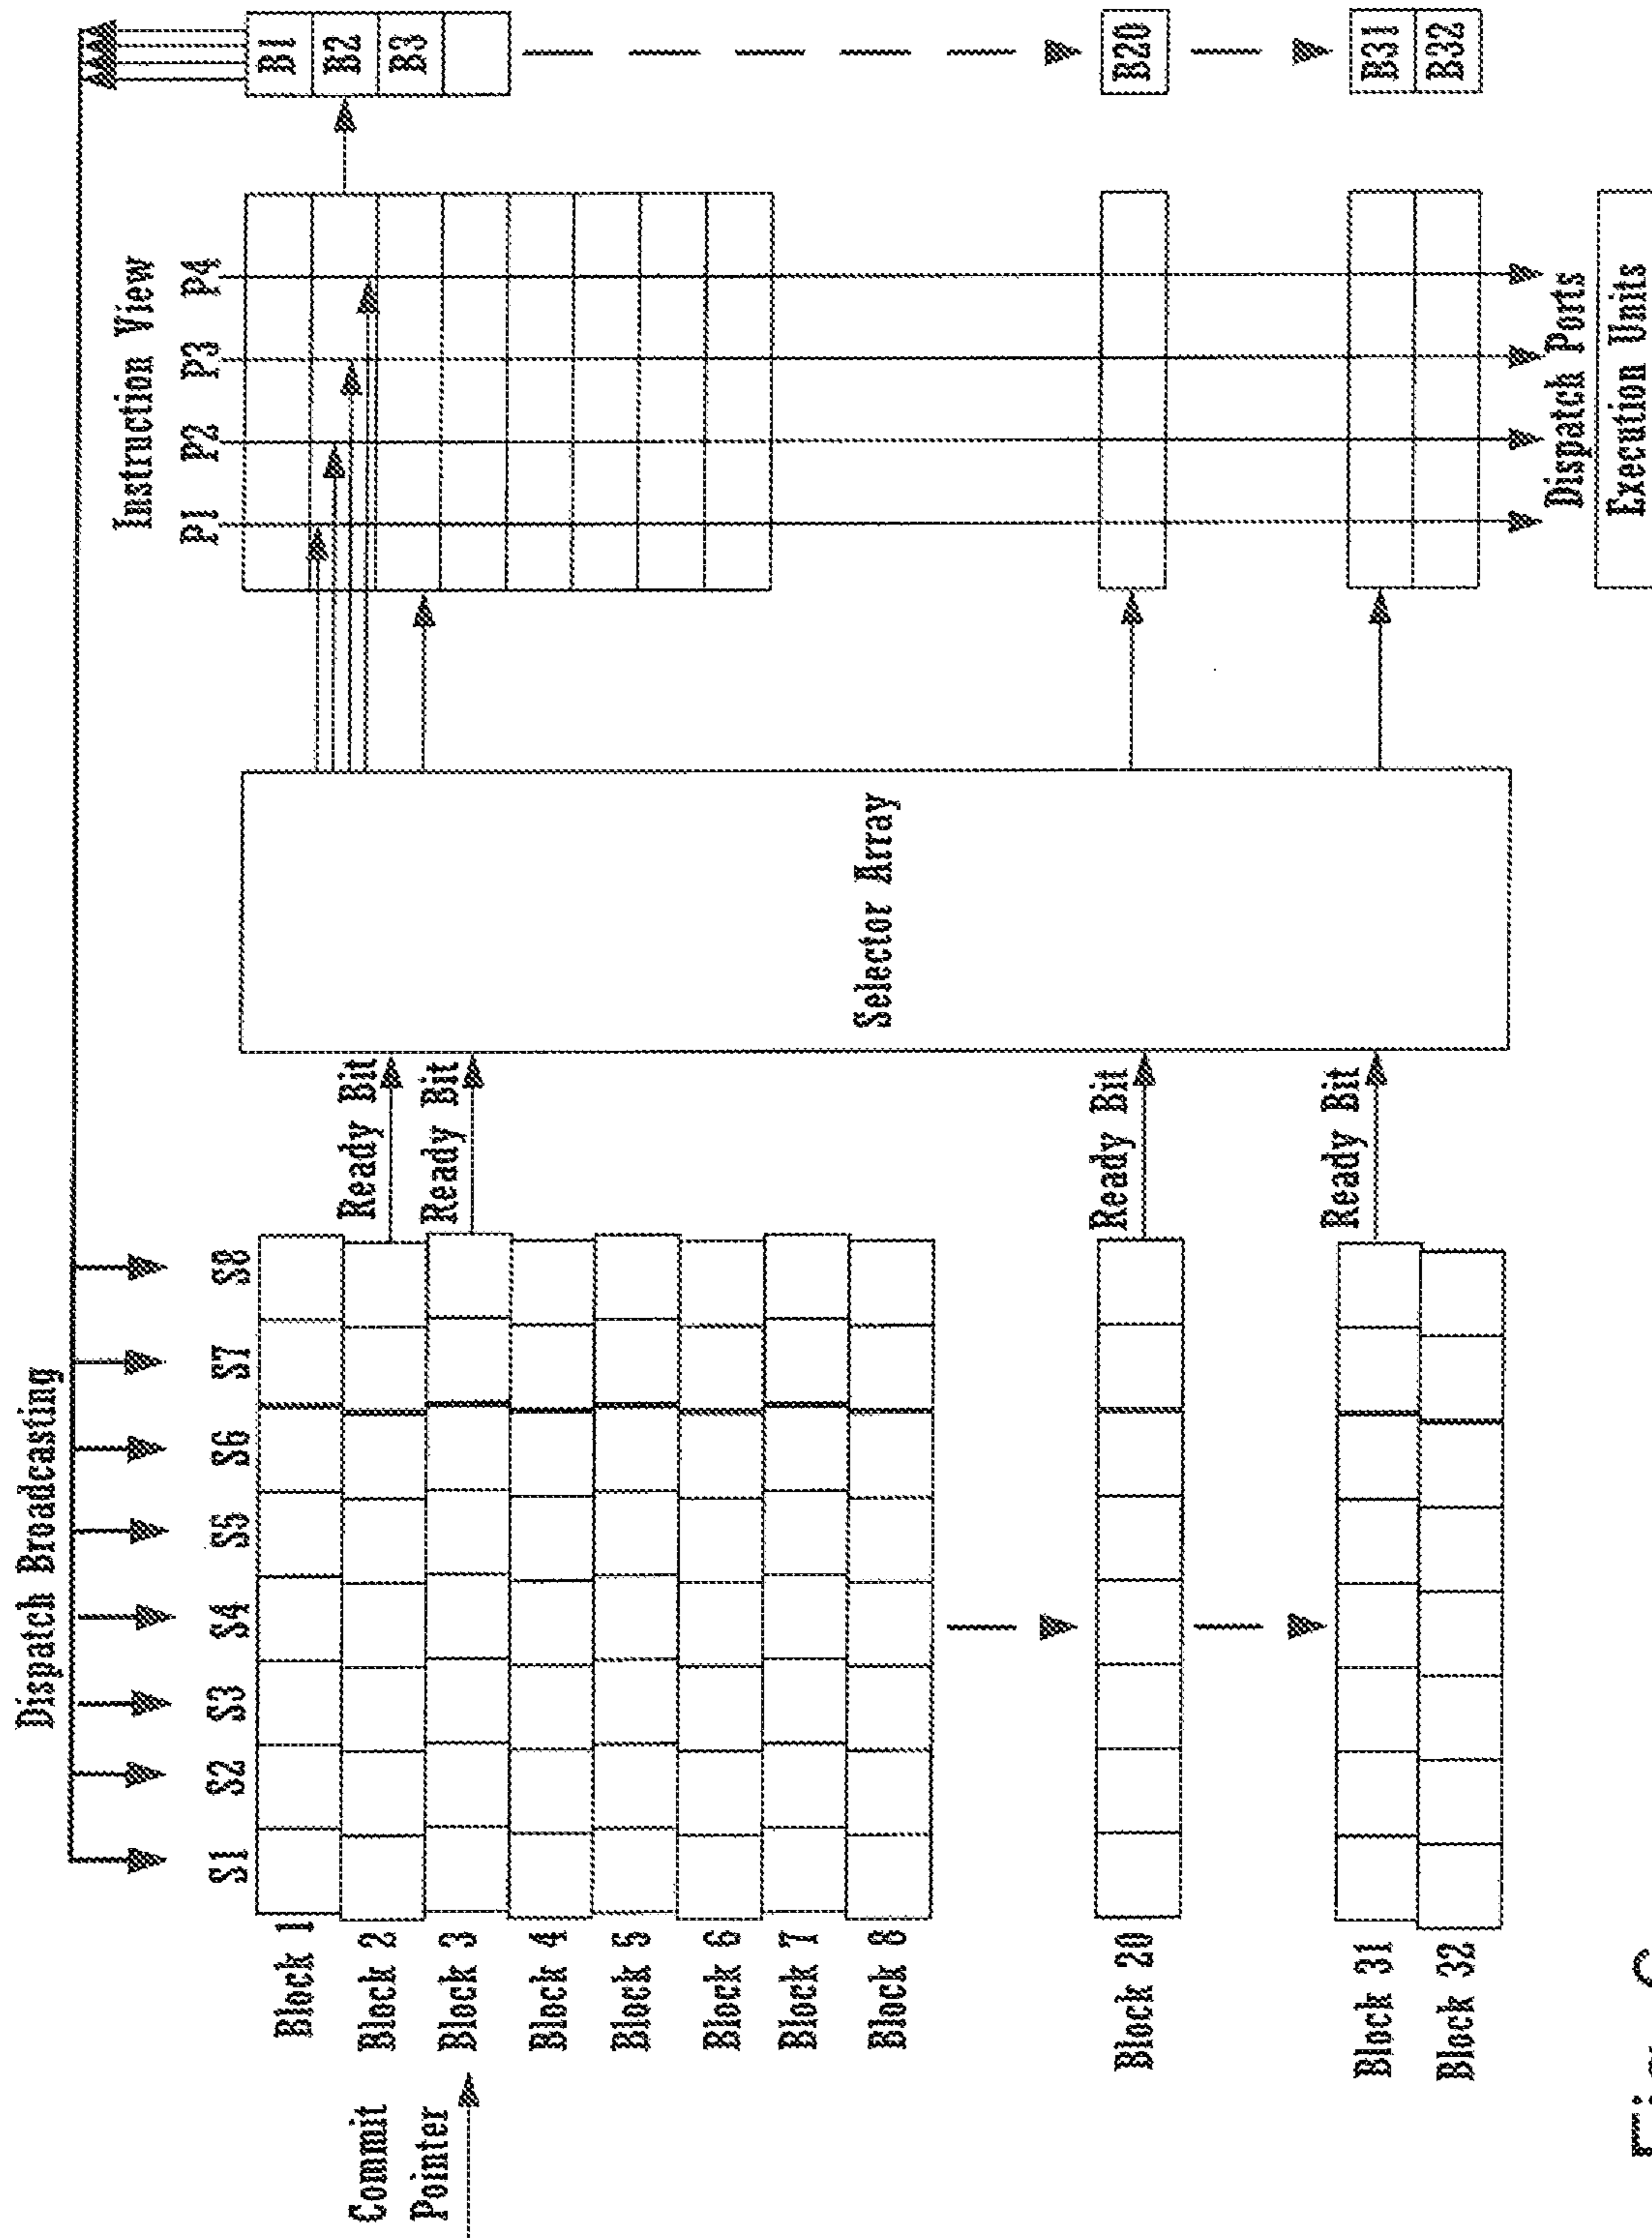 Dispatch Broadcasting
S1 S2 S3 S4 S5 S6 S7 S8
Commit
Pointer
Block 1
Block 2
Block 3
Block 4
Block 5
Block 6
Block 7
Block 8
Block 20
Block 31
Block 32
Ready Bit
Ready Bit
Ready Bit
Ready Bit
Selector Array
Instruction View
P1 P2 P3 P4
B1
B2
B3
B20
B31
B32
Dispatch Ports
Execution Units